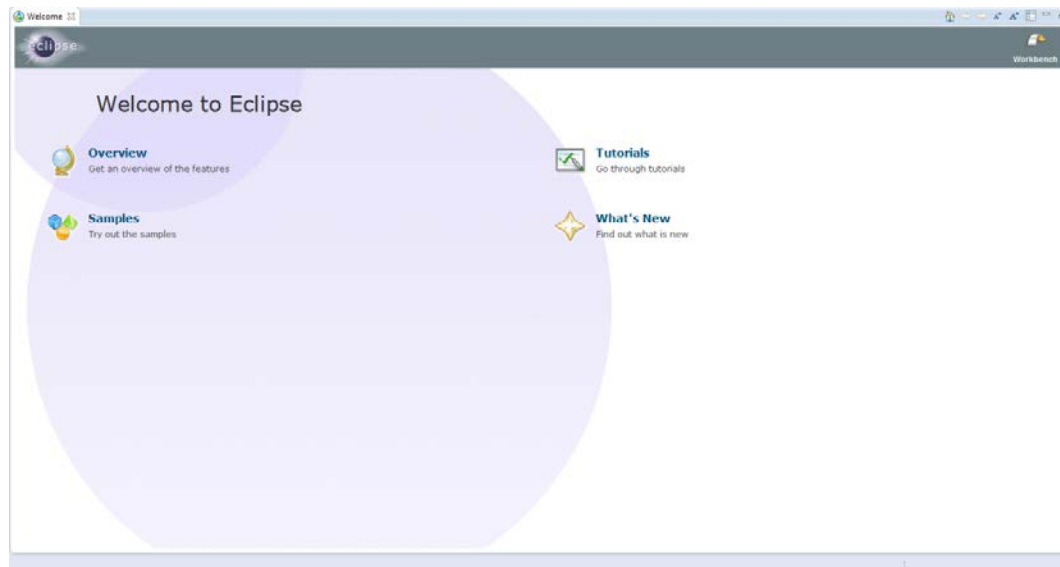 Welcome
eclipse
Workbench
Welcome to Eclipse
Overview
Get an overview of the features
Tutorials
Go through tutorials
Samples
Try out the samples
What's New
Find out what is new